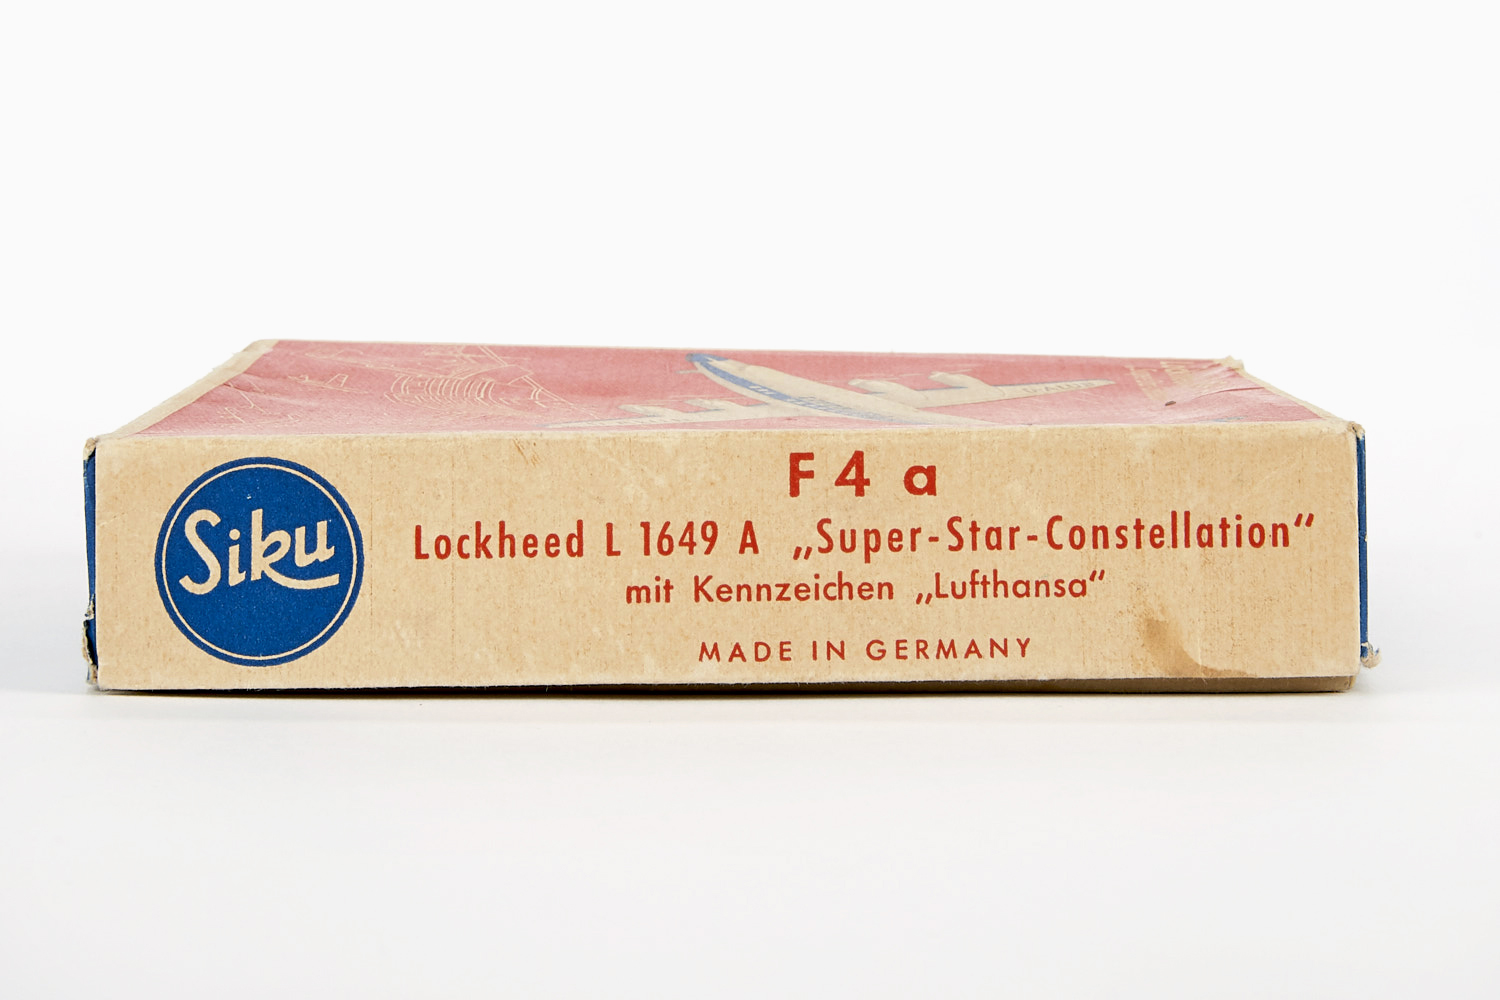 Siku
F 4 a
Lockheed L 1649 A „Super-Star-Constellation“
mit Kennzeichen „Lufthansa“
MADE IN GERMANY